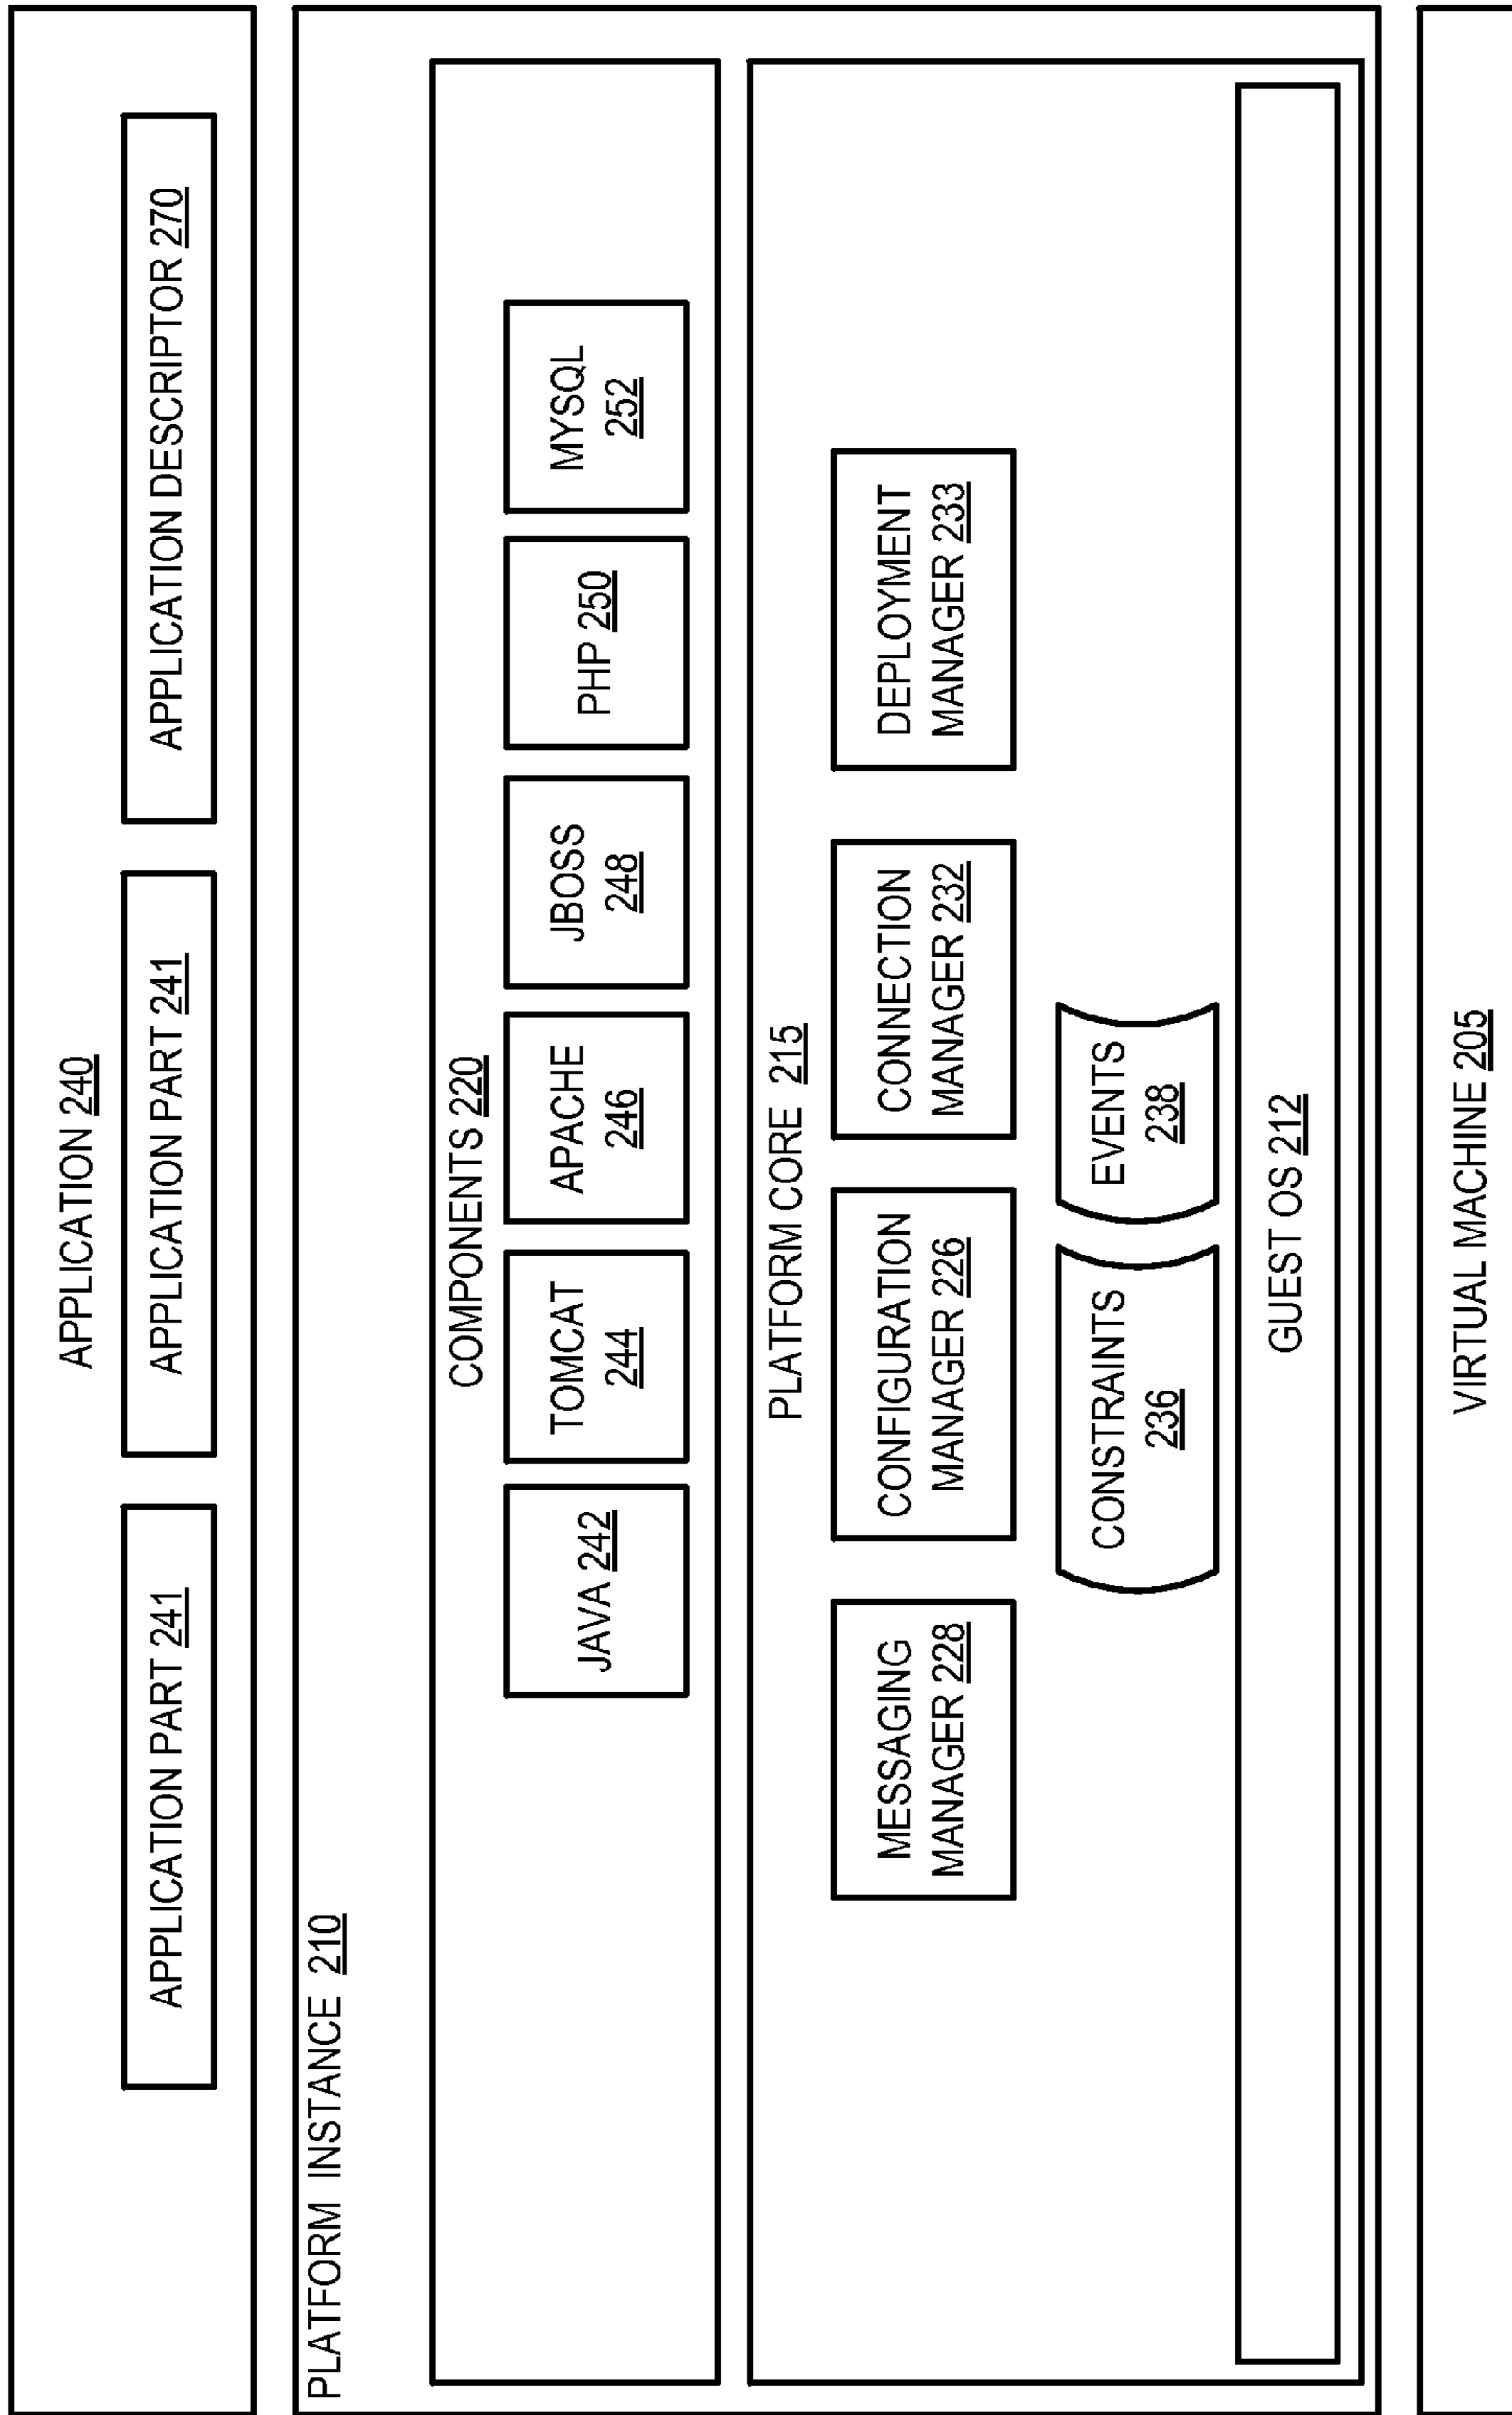 APPLICATION 240
APPLICATION PART 241
APPLICATION PART 241
APPLICATION DESCRIPTOR 270
PLATFORM INSTANCE 210
COMPONENTS 220
JAVA 242
TOMCAT
244
APACHE
246
JBOSS
248
PHP 250
MYSQL
252
PLATFORM CORE 215
MESSAGING
MANAGER 228
CONFIGURATION
MANAGER 226
CONNECTION
MANAGER 232
DEPLOYMENT
MANAGER 233
CONSTRAINTS
236
EVENTS
238
GUEST OS 212
VIRTUAL MACHINE 205